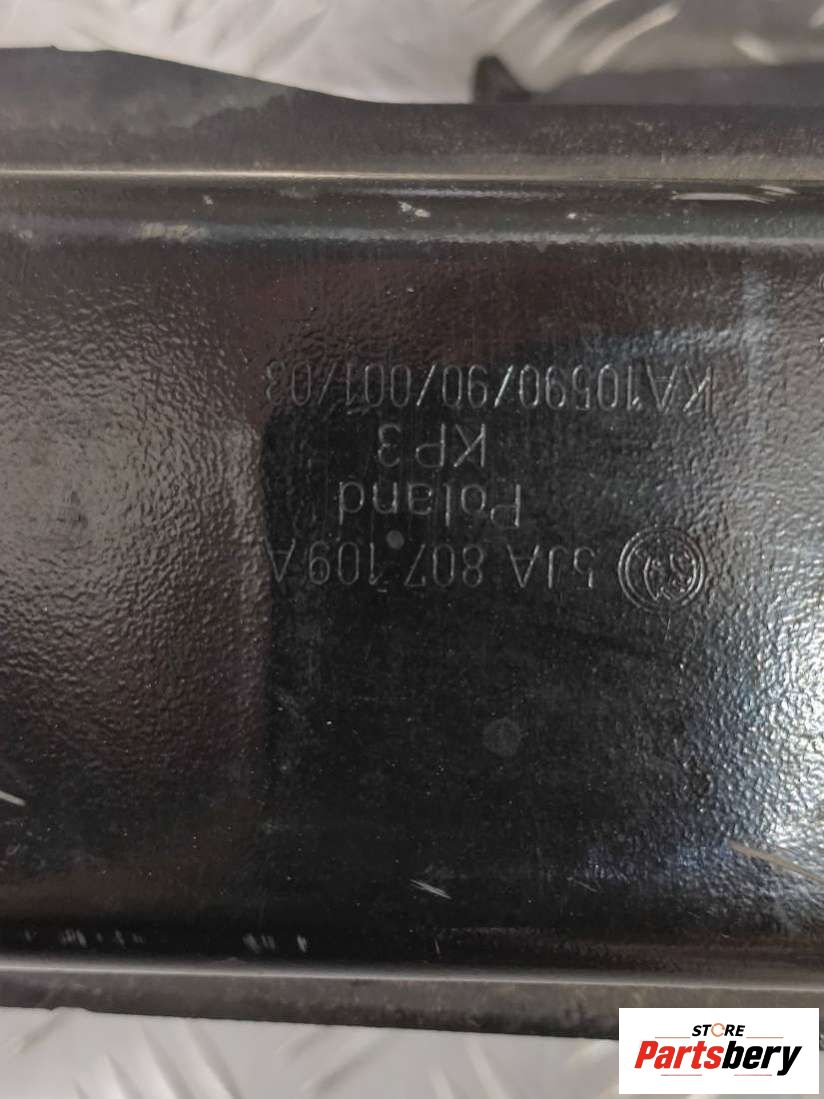 5JA 807 109 A
Poland
KP 3
KA10590/90/001/03
STORE
Partsbery